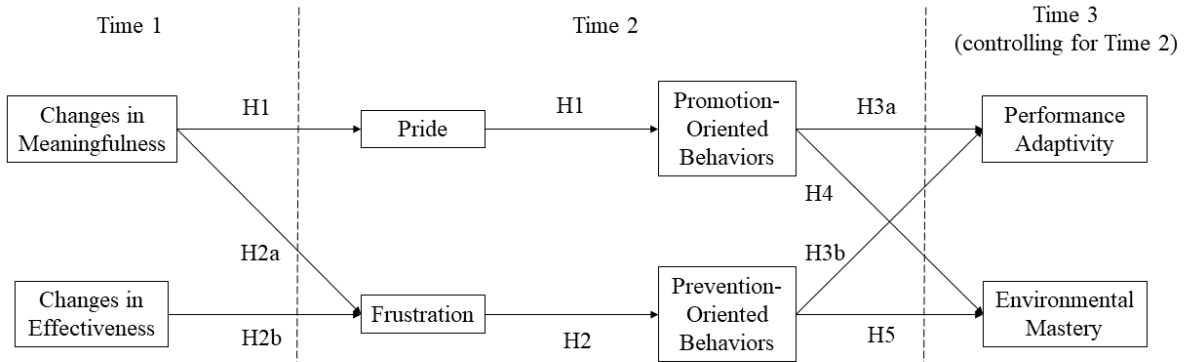 Time 1
Time 2
Time 3
(controlling for Time 2)
Changes in
Meaningfulness
H1
Pride
H1
Promotion-
Oriented
Behaviors
H3a
Performance
Adaptivity
H4
H2a
H3b
Changes in
Effectiveness
H2b
Frustration
H2
Prevention-
Oriented
Behaviors
H5
Environmental
Mastery